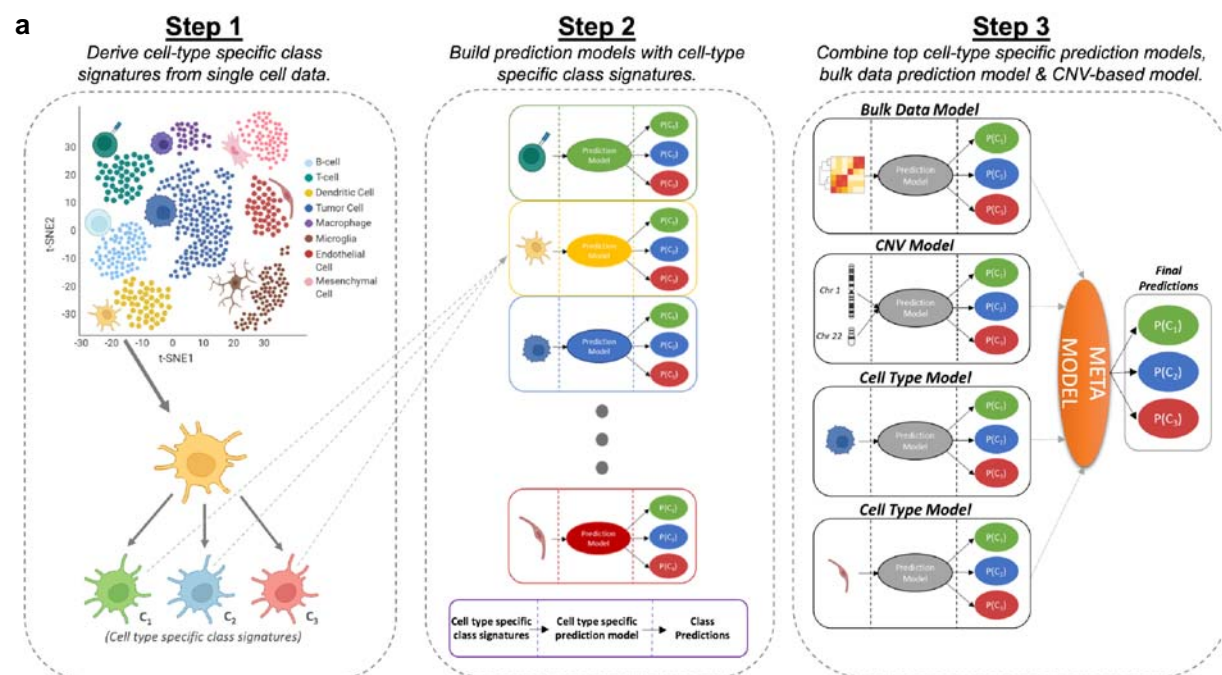 a
Step 1
Derive cell-type specific class
signatures from single cell data.
t-SNE2
30
20
10
0
-10
-20
-30
-30 -20 -10 0 10 20 30
t-SNE1
B-cell
T-cell
Dendritic Cell
Tumor Cell
Macrophage
Microglia
Endothelial
Cell
Mesenchymal
Cell
C₁ C₂ C₃
(Cell type specific class signatures)
Step 2
Build prediction models with cell-type
specific class signatures.
Prediction
Model
P(C₁)
P(C₂)
P(C₃)
Prediction
Model
P(C₁)
P(C₂)
P(C₃)
Prediction
Model
P(C₁)
P(C₂)
P(C₃)
Prediction
Model
P(C₁)
P(C₂)
P(C₃)
Cell type specific
class signatures
Cell type specific
prediction model
Class
Predictions
Step 3
Combine top cell-type specific prediction models,
bulk data prediction model & CNV-based model.
Bulk Data Model
Prediction
Model
P(C₁)
P(C₂)
P(C₃)
CNV Model
Chr 1
Chr 22
Prediction
Model
P(C₁)
P(C₂)
P(C₃)
Cell Type Model
Prediction
Model
P(C₁)
P(C₂)
P(C₃)
Cell Type Model
Prediction
Model
P(C₁)
P(C₂)
P(C₃)
META
MODEL
Final
Predictions
P(C₁)
P(C₂)
P(C₃)